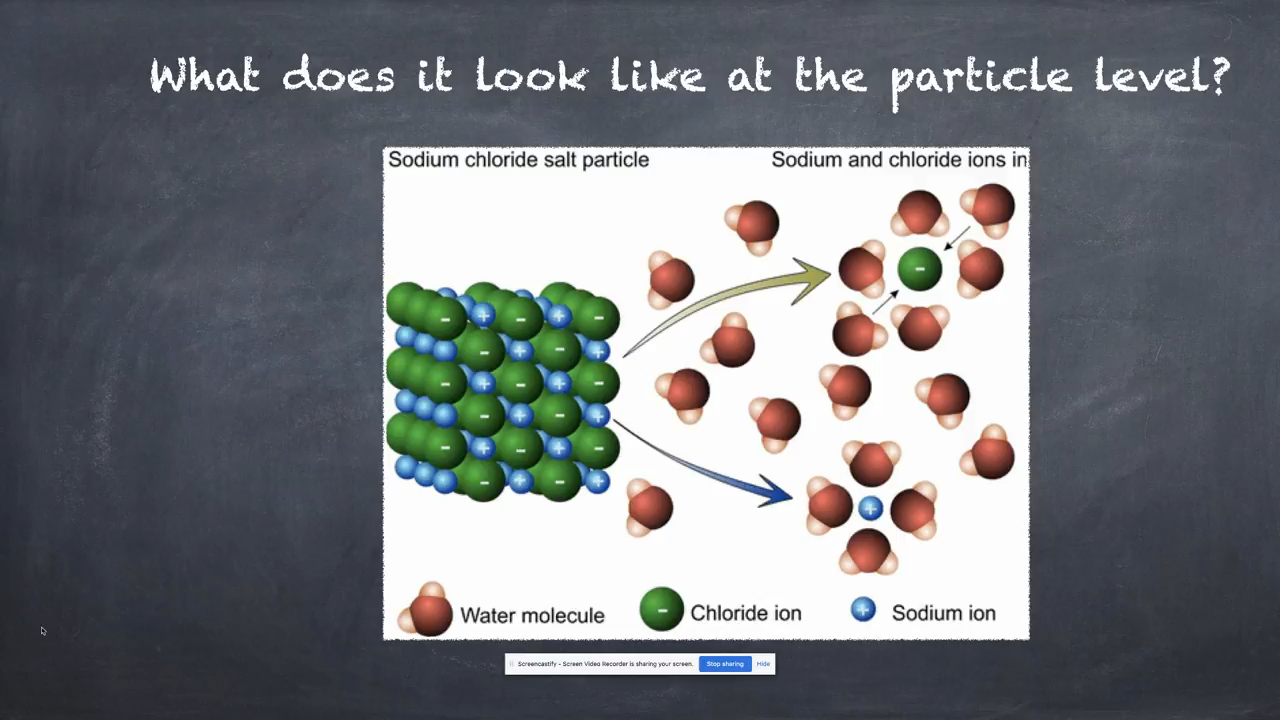 What does it look like at the particle level?
Sodium chloride salt particle
Sodium and chloride ions in
Water molecule
Chloride ion
Sodium ion
Screencastify - Screen Video Recorder is sharing your screen.
Stop sharing
Hide